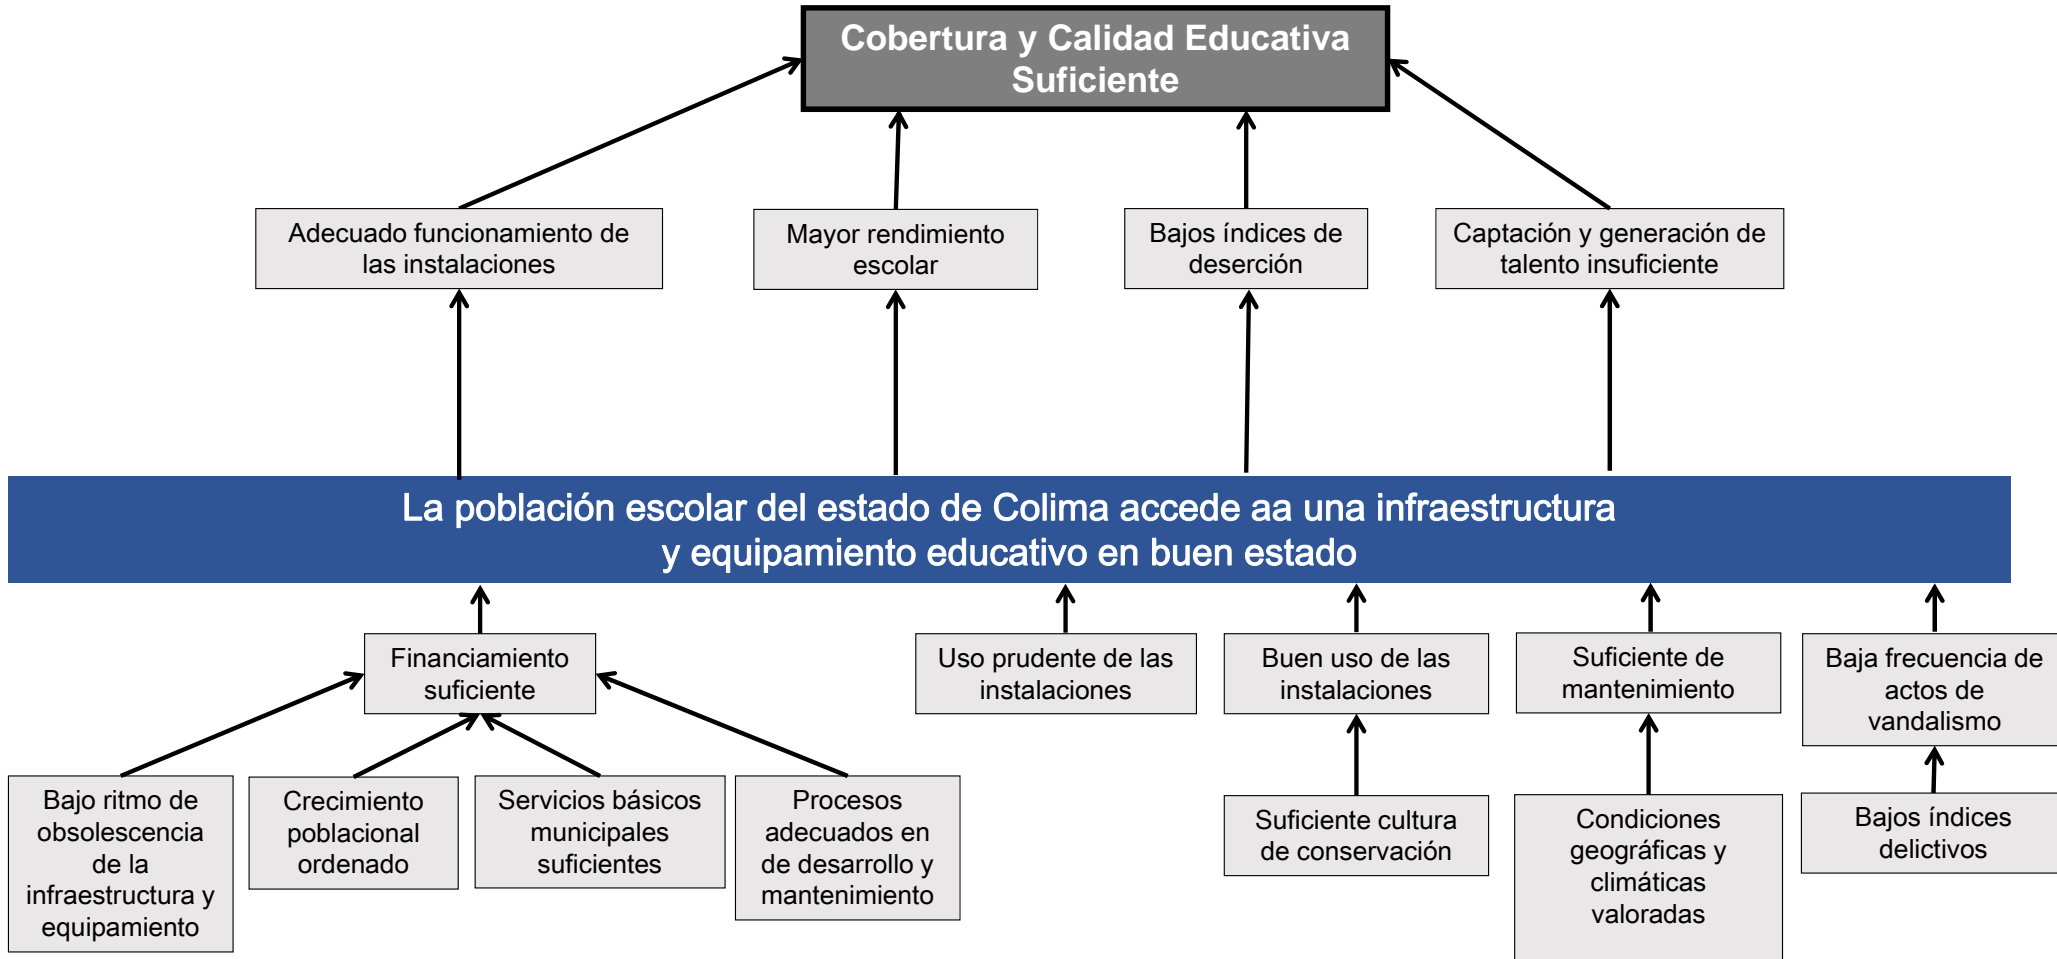 Cobertura y Calidad Educativa
Suficiente
Adecuado funcionamiento de
las instalaciones
Mayor rendimiento
escolar
Bajos índices de
deserción
Captación y generación de
talento insuficiente
La población escolar del estado de Colima accede aa una infraestructura
y equipamiento educativo en buen estado
Financiamiento
suficiente
Uso prudente de las
instalaciones
Buen uso de las
instalaciones
Suficiente de
mantenimiento
Baja frecuencia de
actos de
vandalismo
Bajo ritmo de
obsolescencia
de la
infraestructura y
equipamiento
Crecimiento
poblacional
ordenado
Servicios básicos
municipales
suficientes
Procesos
adecuados en
de desarrollo y
mantenimiento
Suficiente cultura
de conservación
Condiciones
geográficas y
climáticas
valoradas
Bajos índices
delictivos